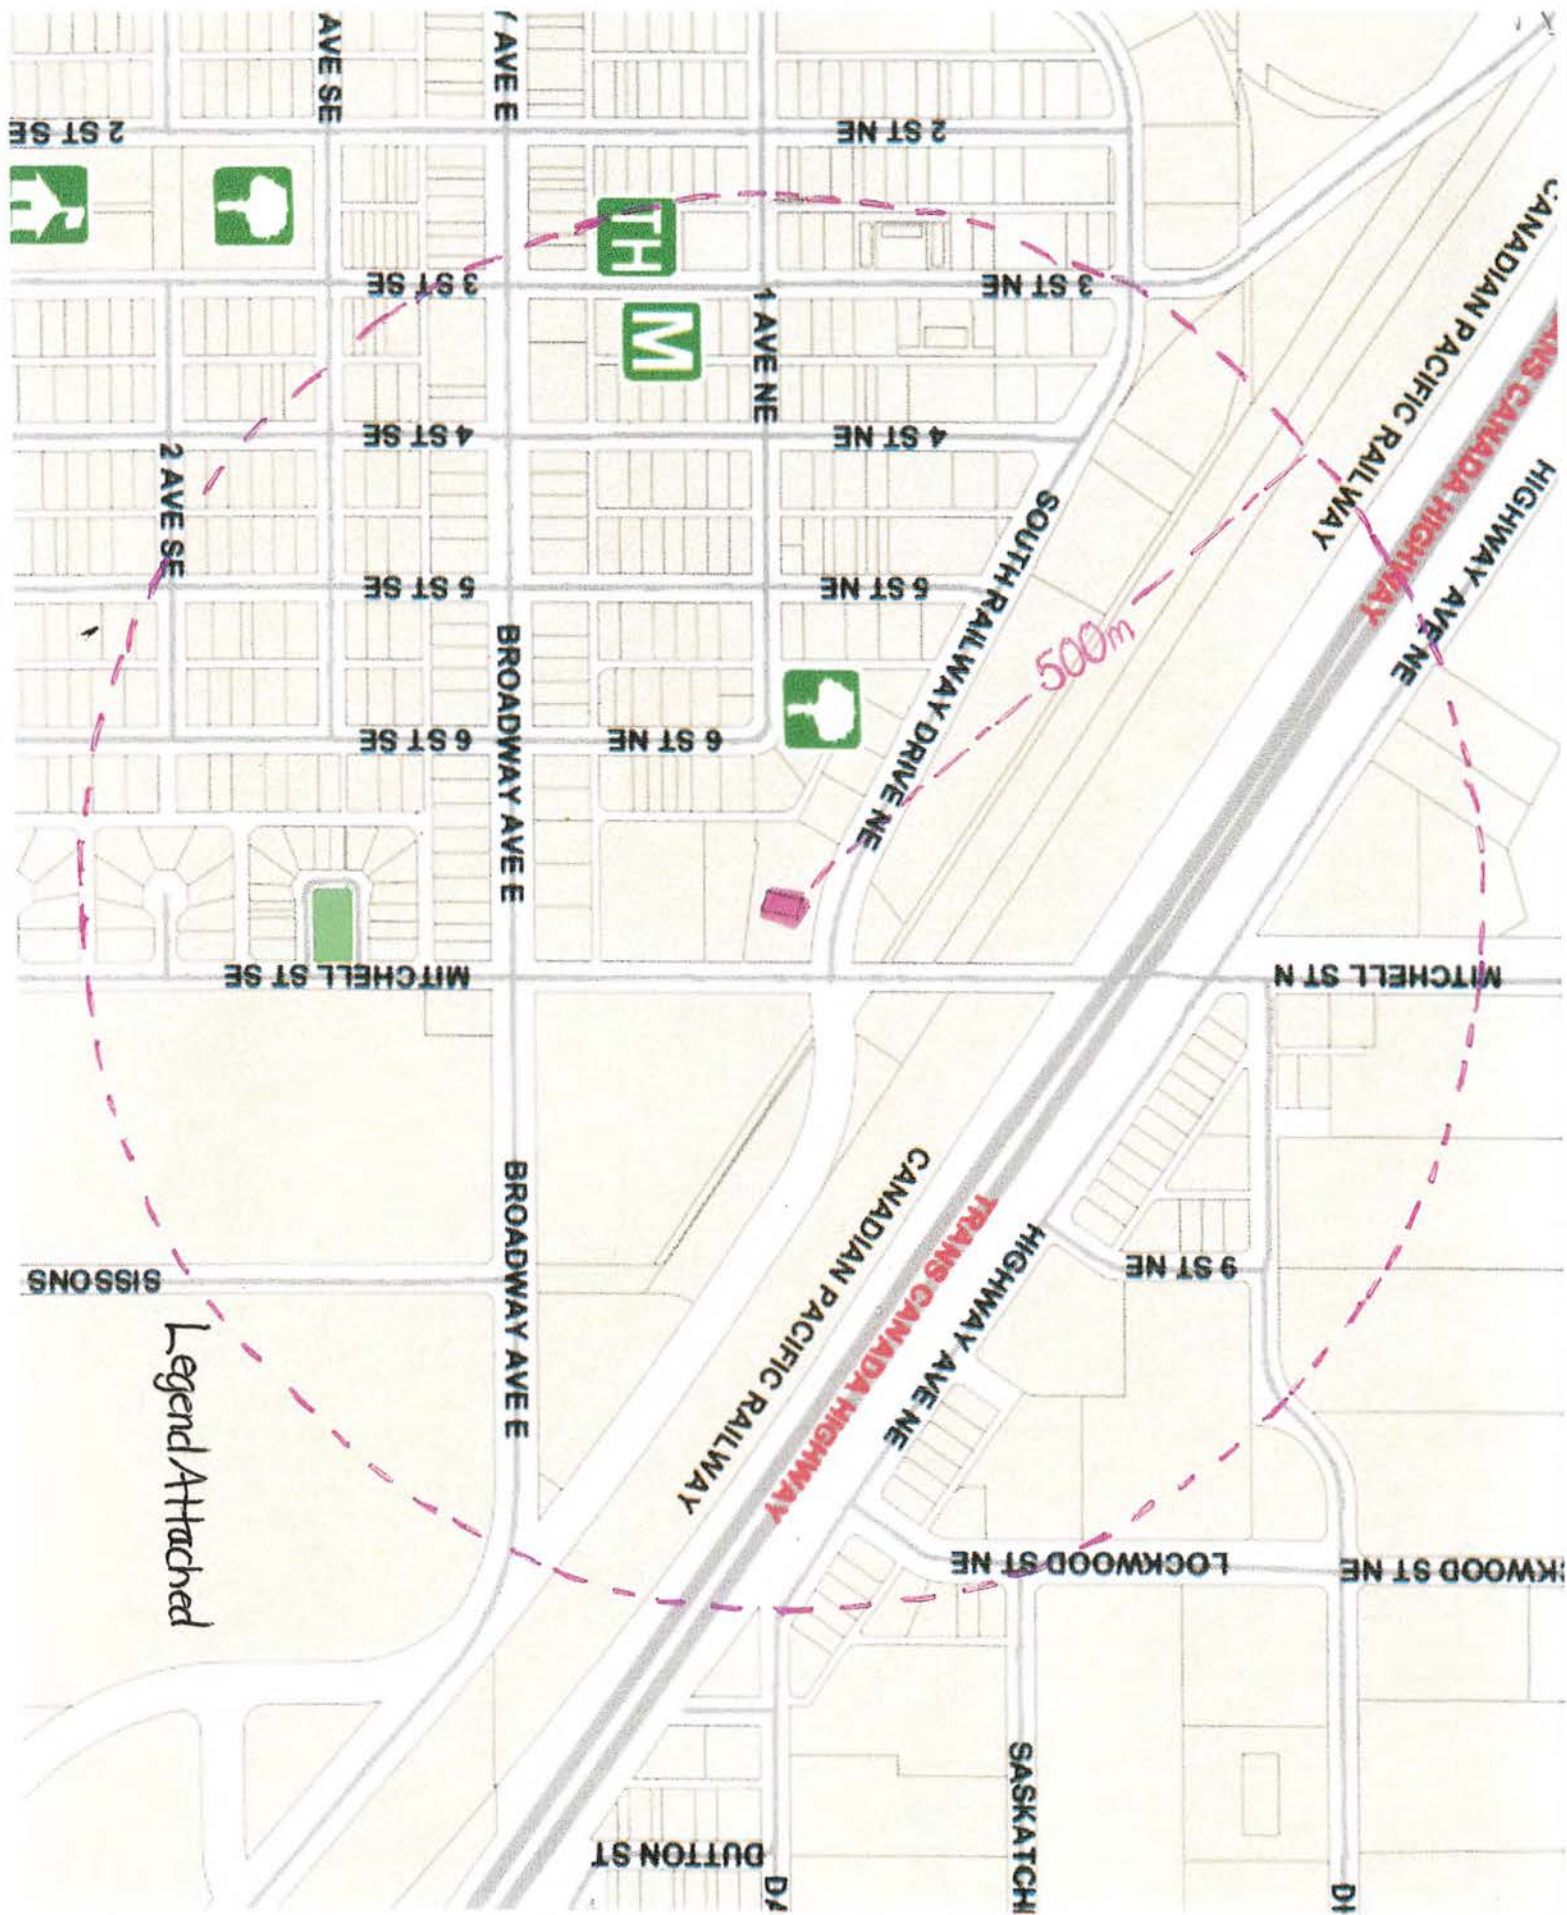 AVE SE
AVE E
2 ST SE
2 ST NE
TH
3 ST SE
3 ST NE
M
1 AVE NE
CANADIAN PACIFIC RAILWAY
ANS CANADA HIGHWAY
HIGHWAY AVE NE
4 ST SE
4 ST NE
2 AVE SE
SOUTH RAILWAY DRIVE NE
6 ST SE
6 ST NE
500m
BROADWAY AVE E
6 ST SE
6 ST NE
MITCHELL ST SE
MITCHELL ST N
CANADIAN PACIFIC RAILWAY
TRANS CANADA HIGHWAY
HIGHWAY AVE NE
9 ST NE
BROADWAY AVE E
SISSONS
Legend Attached
LOCKWOOD ST NE
KWOOD ST NE
SASKATCH
DUTTON ST